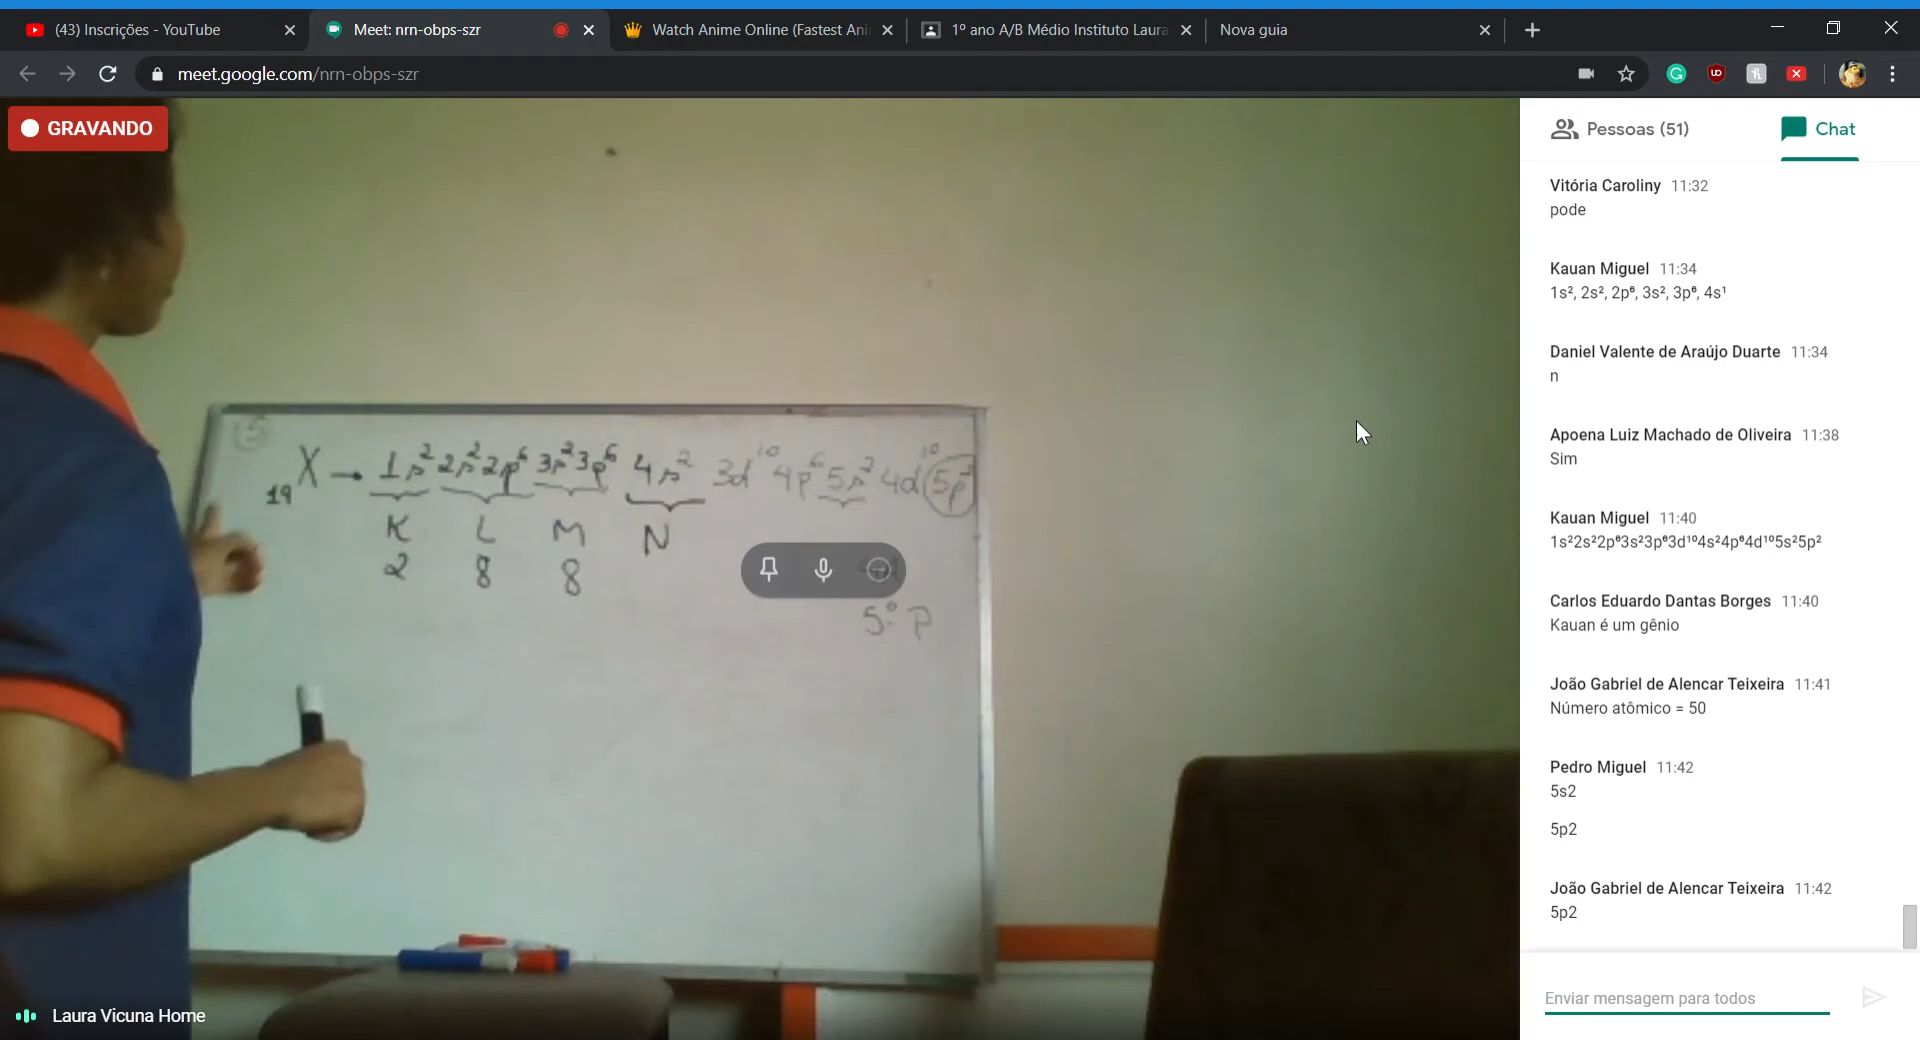 (43) Inscrições - YouTube
Meet: nrn-obps-szr
Watch Anime Online (Fastest Ani
1º ano A/B Médio Instituto Laura
Nova guia
meet.google.com/nrn-obps-szr
GRAVANDO
19 X → 1s² 2s² 2p⁶ 3s² 3p⁶ 4s² 3d¹⁰ 4p⁶ 5s² 4d¹⁰ 5p²
K L M N
2 8 8
5º P
Laura Vicuna Home
Pessoas (51)
Chat
Vitória Caroliny 11:32
pode
Kauan Miguel 11:34
1s², 2s², 2p⁶, 3s², 3p⁶, 4s¹
Daniel Valente de Araújo Duarte 11:34
n
Apoena Luiz Machado de Oliveira 11:38
Sim
Kauan Miguel 11:40
1s²2s²2p⁶3s²3p⁶3d¹⁰4s²4p⁶4d¹⁰5s²5p²
Carlos Eduardo Dantas Borges 11:40
Kauan é um gênio
João Gabriel de Alencar Teixeira 11:41
Número atômico = 50
Pedro Miguel 11:42
5s2
5p2
João Gabriel de Alencar Teixeira 11:42
5p2
Enviar mensagem para todos